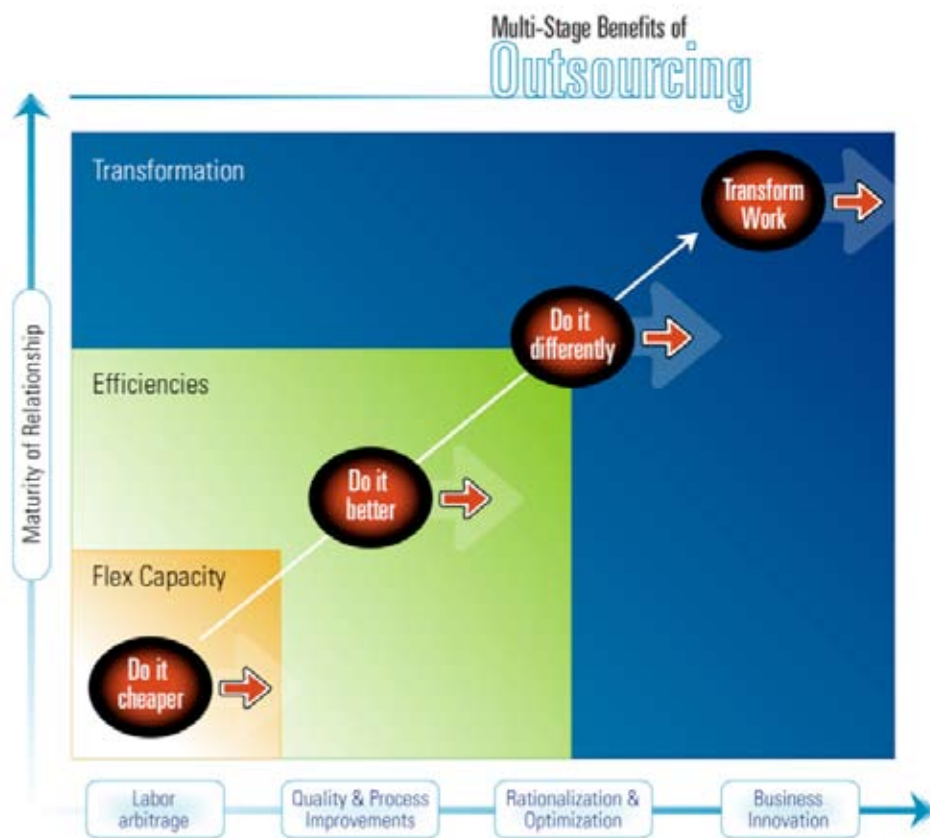 Multi-Stage Benefits of
Outsourcing
Transformation
Transform
Work
Do it
differently
Efficiencies
Do it
better
Flex Capacity
Do it
cheaper
Maturity of Relationship
Labor
arbitrage
Quality & Process
Improvements
Rationalization &
Optimization
Business
Innovation